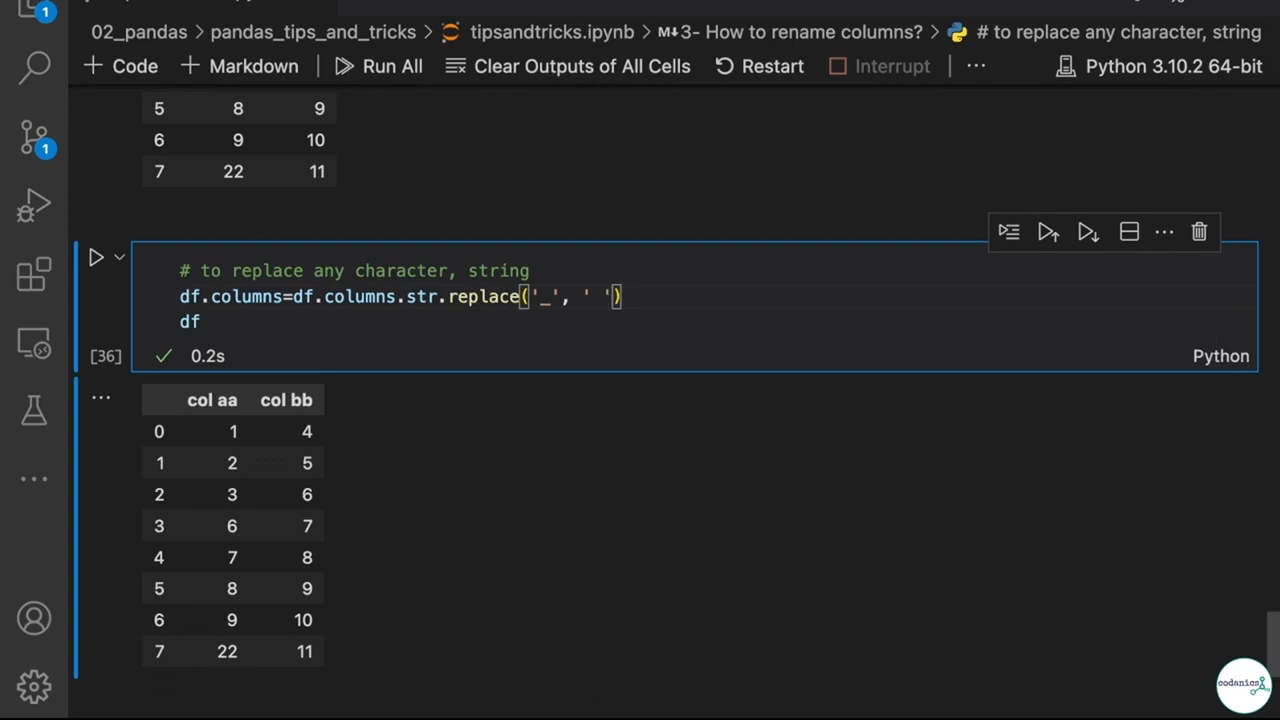 1
02_pandas > pandas_tips_and_tricks > tipsandtricks.ipynb > M↓3- How to rename columns? > # to replace any character, string
+ Code + Markdown | Run All Clear Outputs of All Cells Restart Interrupt | ... Python 3.10.2 64-bit
5 8 9
1
6 9 10
7 22 11
# to replace any character, string
df.columns=df.columns.str.replace('_', ' ')
df
[36] ✓ 0.2s Python
col aa col bb
0 1 4
1 2 5
2 3 6
3 6 7
4 7 8
5 8 9
6 9 10
7 22 11
codanics